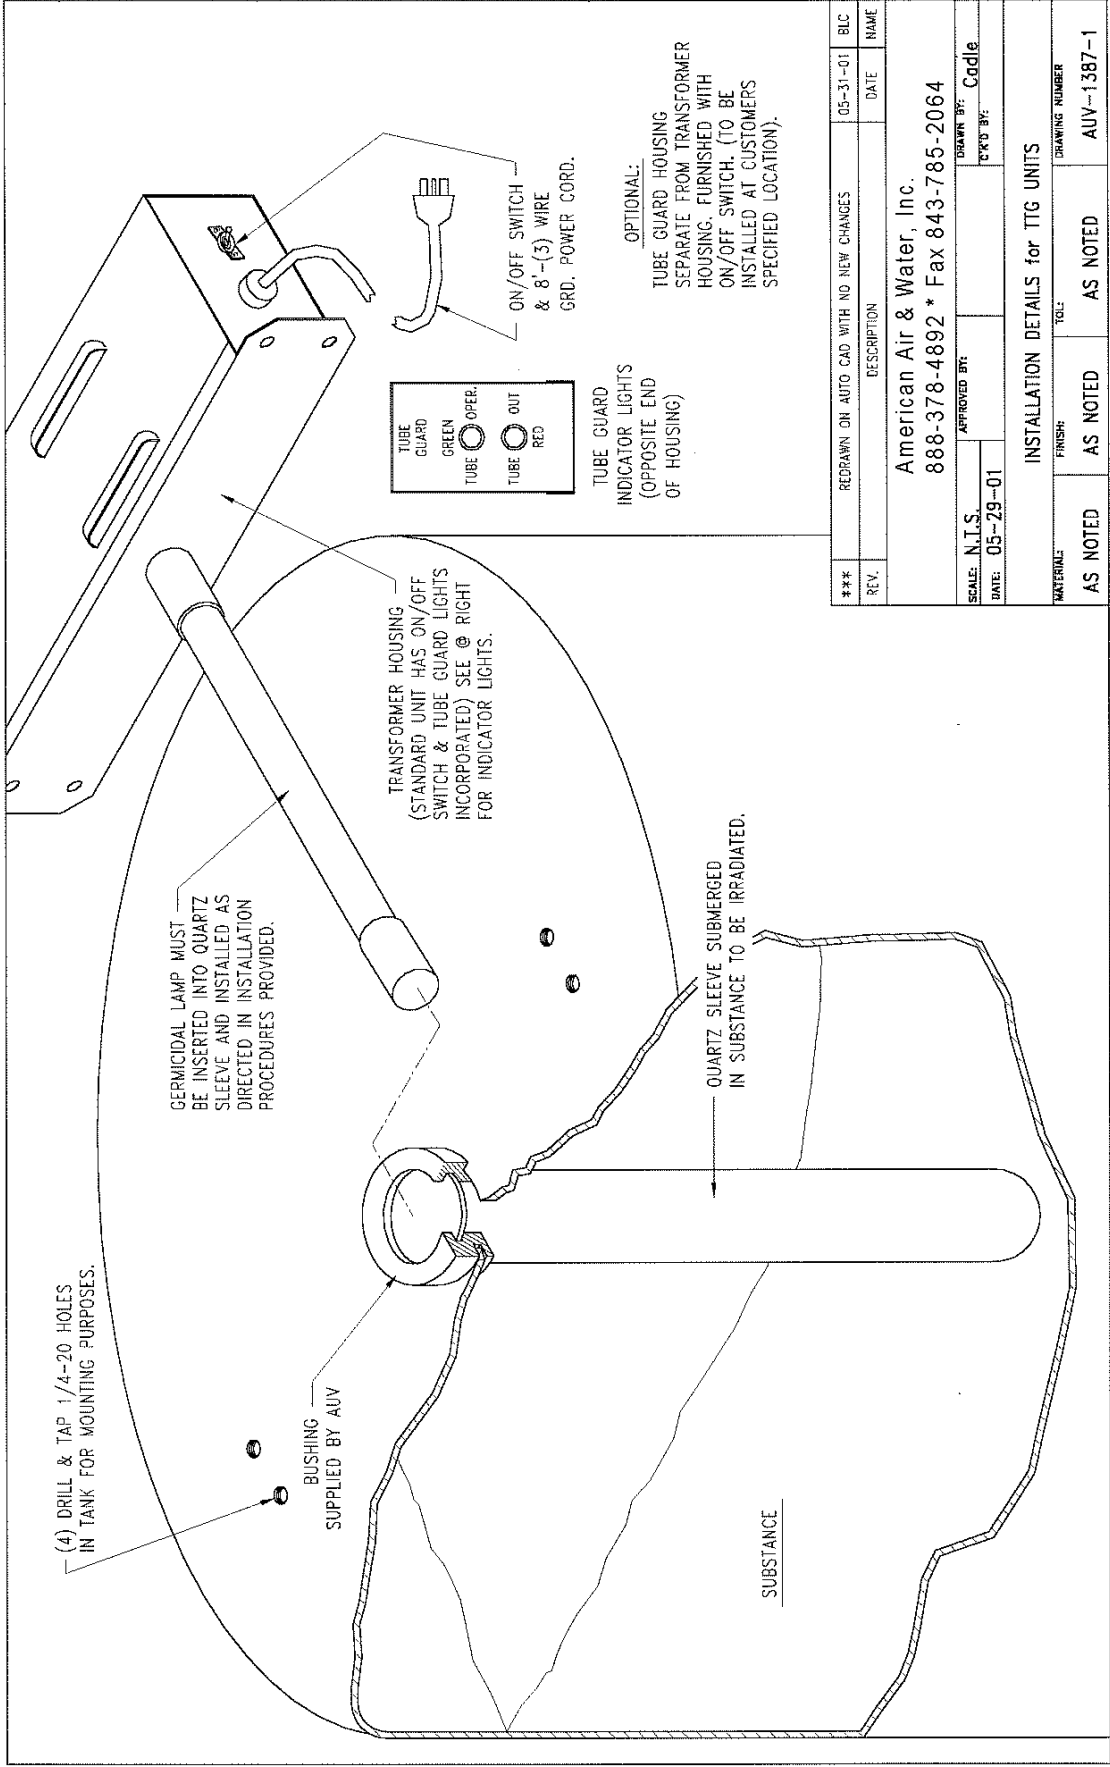 (4) DRILL & TAP 1/4-20 HOLES
IN TANK FOR MOUNTING PURPOSES.
GERMICIDAL LAMP MUST
BE INSERTED INTO QUARTZ
SLEEVE AND INSTALLED AS
DIRECTED IN INSTALLATION
PROCEDURES PROVIDED.
BUSHING
SUPPLIED BY AUV
TRANSFORMER HOUSING
(STANDARD UNIT HAS ON/OFF
SWITCH & TUBE GUARD LIGHTS
INCORPORATED) SEE @ RIGHT
FOR INDICATOR LIGHTS.
TUBE
GUARD
GREEN
TUBE OPER.
TUBE OUT
RED
TUBE GUARD
INDICATOR LIGHTS
(OPPOSITE END
OF HOUSING)
ON/OFF SWITCH
& 8'-(3) WIRE
GRD. POWER CORD.
OPTIONAL:
TUBE GUARD HOUSING
SEPARATE FROM TRANSFORMER
HOUSING. FURNISHED WITH
ON/OFF SWITCH. (TO BE
INSTALLED AT CUSTOMERS
SPECIFIED LOCATION).
QUARTZ SLEEVE SUBMERGED
IN SUBSTANCE TO BE IRRADIATED.
SUBSTANCE
*** REDRAWN ON AUTO CAD WITH NO NEW CHANGES 05-31-01 BLC
REV. DESCRIPTION DATE NAME
American Air & Water, Inc.
888-378-4892 * Fax 843-785-2064
SCALE: N.T.S. APPROVED BY: DRAWN BY: Cadle
DATE: 05-29-01 C'K'D BY:
INSTALLATION DETAILS for TTG UNITS
MATERIAL: FINISH: TOL: DRAWING NUMBER
AS NOTED AS NOTED AS NOTED AUV-1387-1